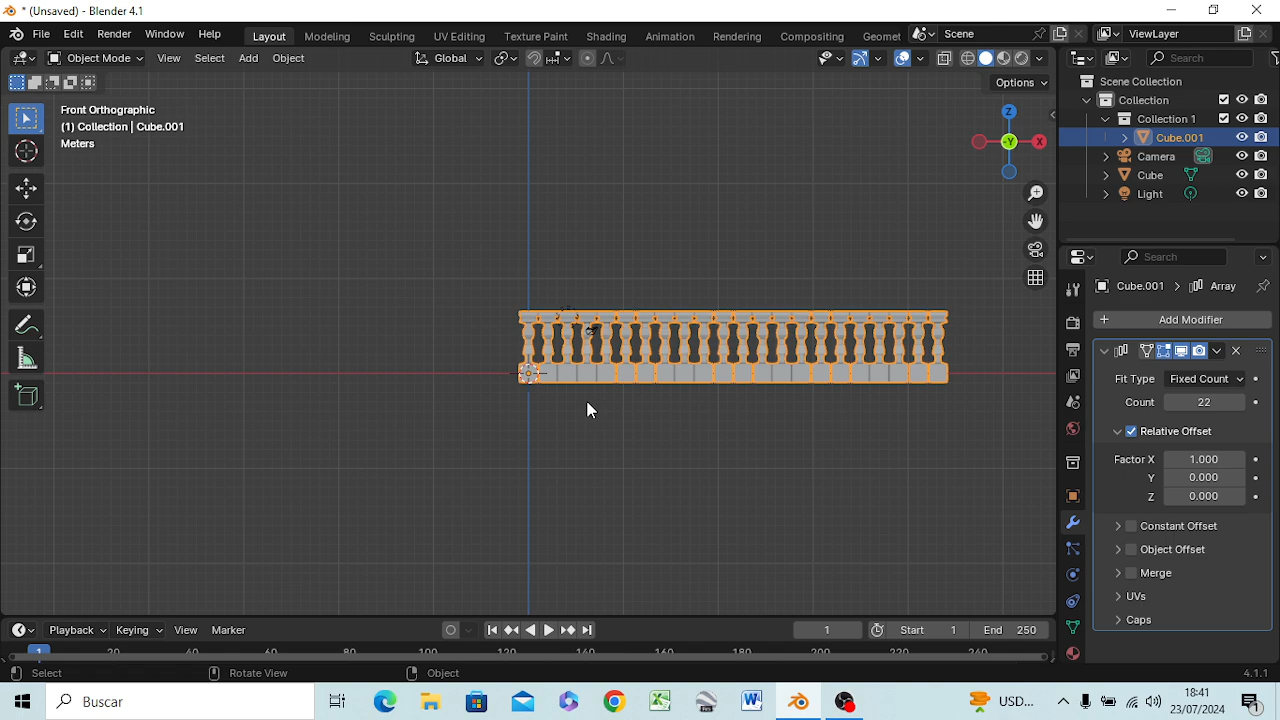 * (Unsaved) - Blender 4.1
File Edit Render Window Help Layout Modeling Sculpting UV Editing Texture Paint Shading Animation Rendering Compositing Geomet Scene ViewLayer
Object Mode View Select Add Object Global Search
Options
Front Orthographic
(1) Collection | Cube.001
Meters
Z
X
-Y
Scene Collection
Collection
Collection 1
Cube.001
Camera
Cube
Light
Search
Cube.001 > Array
+ Add Modifier
Fit Type Fixed Count
Count 22
Relative Offset
Factor X 1.000
Y 0.000
Z 0.000
Constant Offset
Object Offset
Merge
UVs
Caps
Playback Keying View Marker 1 Start 1 End 250
1 20 40 60 80 100 120 140 160 180 200 220 240
Select Rotate View Object 4.1.1
Buscar USD... 18:41
23/07/2024
1